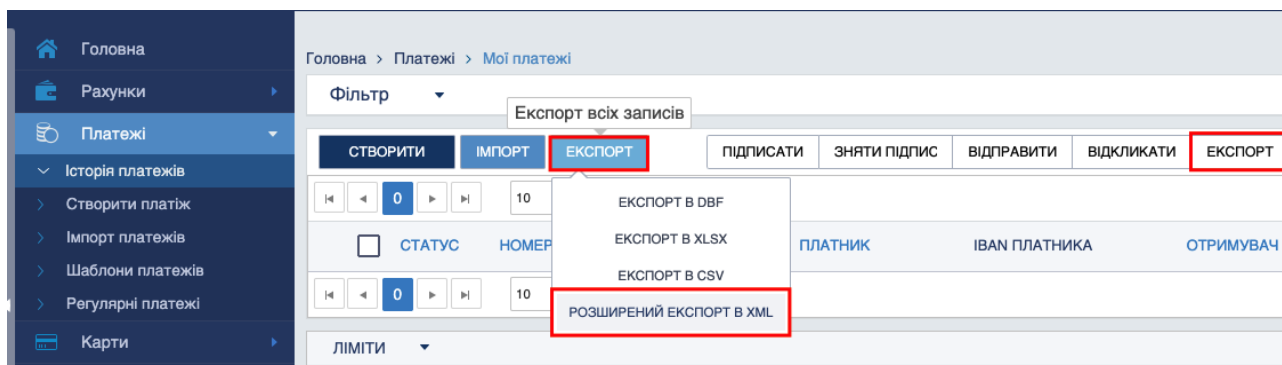 Головна
Рахунки
Платежі
Історія платежів
Створити платіж
Імпорт платежів
Шаблони платежів
Регулярні платежі
Карти
Головна > Платежі > Мої платежі
Фільтр
Експорт всіх записів
СТВОРИТИ ІМПОРТ ЕКСПОРТ ПІДПИСАТИ ЗНЯТИ ПІДПИС ВІДПРАВИТИ ВІДКЛИКАТИ ЕКСПОРТ
0 10
ЕКСПОРТ В DBF
ЕКСПОРТ В XLSX
ЕКСПОРТ В CSV
РОЗШИРЕНИЙ ЕКСПОРТ В XML
СТАТУС НОМЕР ПЛАТНИК IBAN ПЛАТНИКА ОТРИМУВАЧ
0 10
ЛІМІТИ